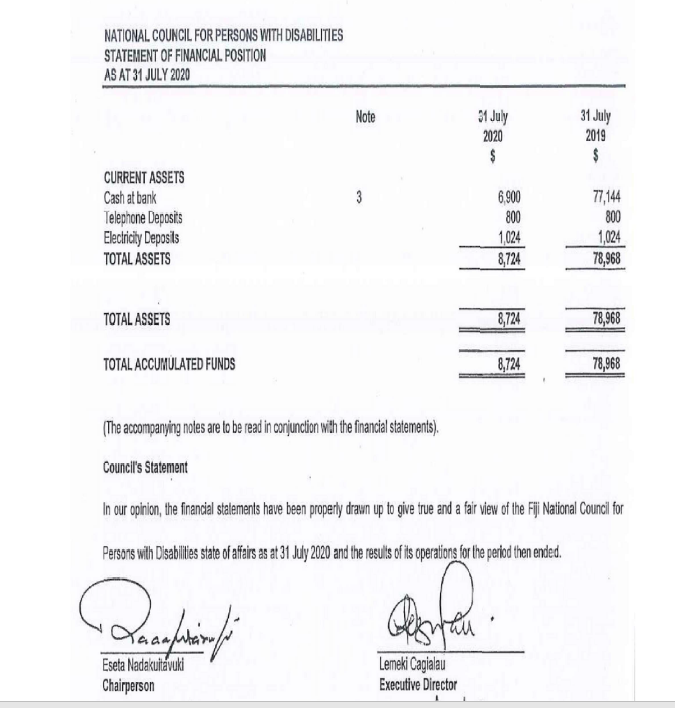 NATIONAL COUNCIL FOR PERSONS WITH DISABILITIES
STATEMENT OF FINANCIAL POSITION
AS AT 31 JULY 2020
Note 31 July 31 July
2020 2019
$ $
CURRENT ASSETS
Cash at bank 3 6,900 77,144
Telephone Deposits 800 800
Electricity Deposits 1,024 1,024
TOTAL ASSETS 8,724 78,968
TOTAL ASSETS 8,724 78,968
TOTAL ACCUMULATED FUNDS 8,724 78,968
(The accompanying notes are to be read in conjunction with the financial statements).
Council's Statement
In our opinion, the financial statements have been properly drawn up to give true and a fair view of the Fiji National Council for
Persons with Disabilities state of affairs as at 31 July 2020 and the results of its operations for the period then ended.
Eseta Nadakuitavuki Lemeki Cagialau
Chairperson Executive Director